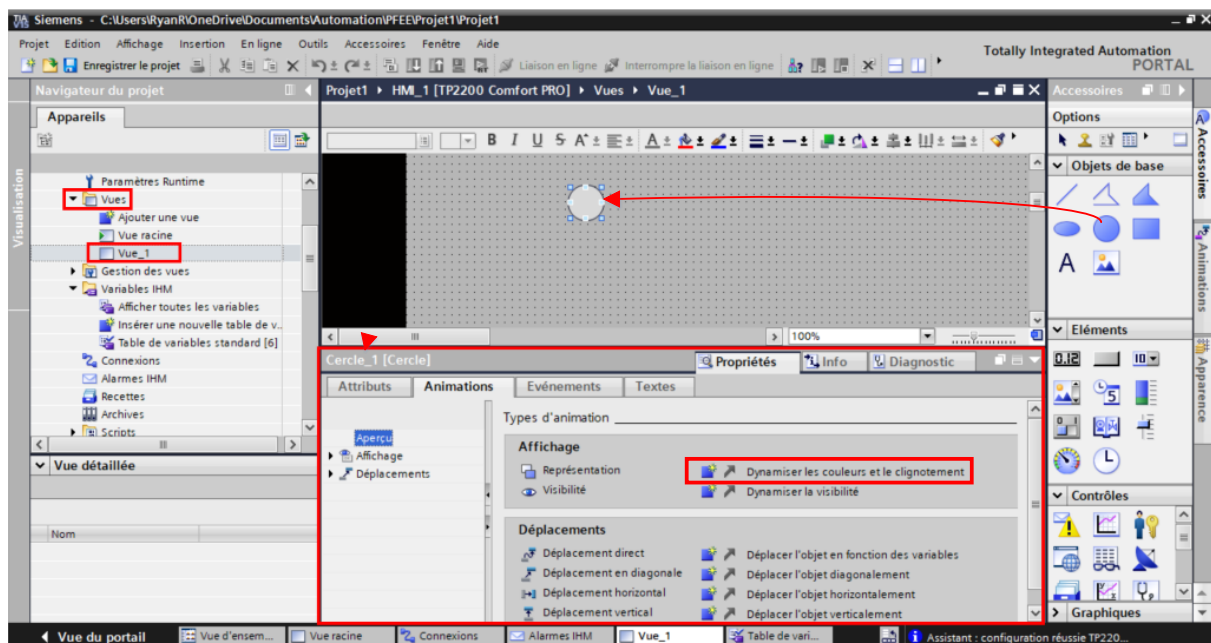 Siemens - C:\Users\RyanR\OneDrive\Documents\Automation\PFEE\Projet1\Projet1
Projet Edition Affichage Insertion En ligne Outils Accessoires Fenêtre Aide
Totally Integrated Automation
PORTAL
Enregistrer le projet
Liaison en ligne
Interrompre la liaison en ligne
Navigateur du projet
Projet1 HMI_1 [TP2200 Comfort PRO] Vues Vue_1
Accessoires
Appareils
Options
Accessoires
Animations
Apparence
Visualisation
B I U S A A
Paramètres Runtime
Vues
Ajouter une vue
Vue racine
Vue_1
Gestion des vues
Variables IHM
Afficher toutes les variables
Insérer une nouvelle table de v..
Table de variables standard [6]
Connexions
Alarmes IHM
Recettes
Archives
Scripts
Vue détaillée
Nom
100%
Objets de base
A
Eléments
0.12
10
5
Contrôles
Graphiques
Cercle_1 [Cercle]
Propriétés
Info
Diagnostic
Attributs
Animations
Evénements
Textes
Aperçu
Affichage
Déplacements
Types d'animation
Affichage
Représentation
Dynamiser les couleurs et le clignotement
Visibilité
Dynamiser la visibilité
Déplacements
Déplacement direct
Déplacer l'objet en fonction des variables
Déplacement en diagonale
Déplacer l'objet diagonalement
Déplacement horizontal
Déplacer l'objet horizontalement
Déplacement vertical
Déplacer l'objet verticalement
Vue du portail
Vue d'ensem...
Vue racine
Connexions
Alarmes IHM
Vue_1
Table de vari...
Assistant : configuration réussie TP220...